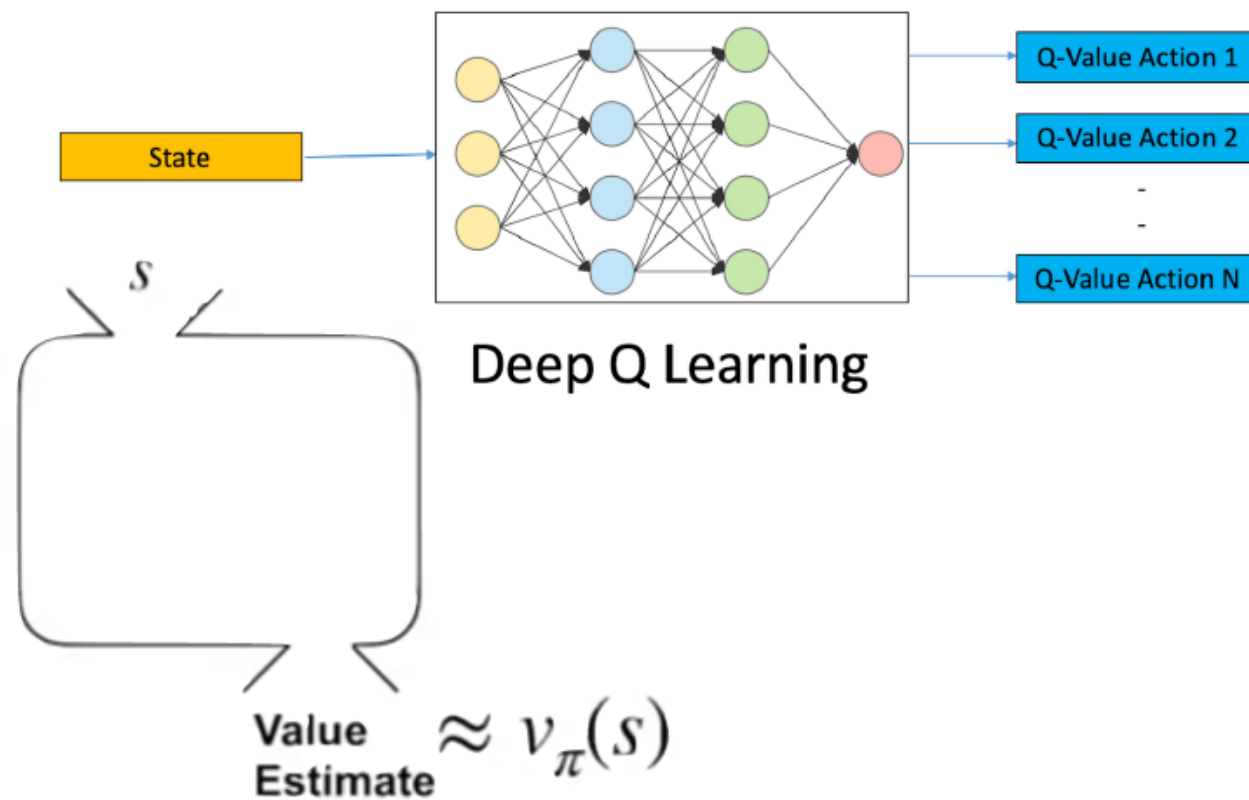 Q-Value Action 1
State
Q-Value Action 2
-
-
Q-Value Action N
s
Deep Q Learning
Value
Estimate ≈ vπ(s)